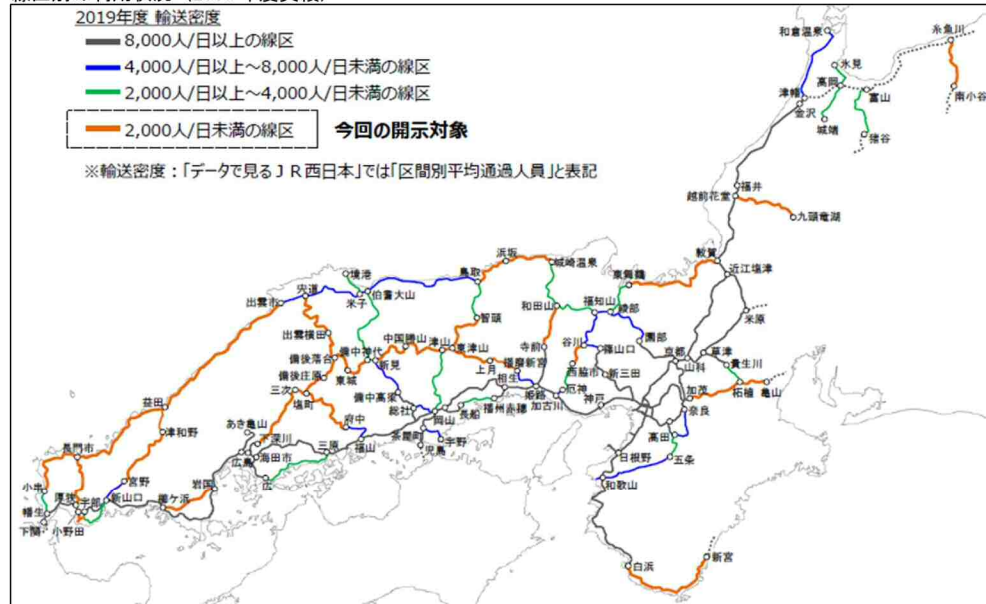 2019年度 輸送密度
8,000人/日以上の線区
4,000人/日以上～8,000人/日未満の線区
2,000人/日以上～4,000人/日未満の線区
2,000人/日未満の線区
今回の開示対象
※輸送密度：「データで見るＪＲ西日本」では「区間別平均通過人員」と表記
和倉温泉
糸魚川
氷見
高岡
津幡
富山
金沢
南小谷
城端
猪谷
福井
越前花堂
九頭竜湖
浜坂
敦賀
城崎温泉
境港
鳥取
東舞鶴
近江塩津
宍道
伯耆大山
出雲市
米子
和田山
福知山
綾部
米原
智頭
出雲横田
中国勝山
津山
東津山
谷川
園部
備後落合
備中神代
寺前
篠山口
京都
草津
新見
上月
播磨新宮
西脇市
山科
貴生川
備後庄原
東城
相生
新三田
三次
備中高梁
姫路
厄神
柘植
亀山
益田
塩町
総社
加古川
神戸
加茂
府中
岡山
長船
播州赤穂
奈良
津和野
あき亀山
下深川
三原
福山
茶屋町
宇野
高田
長門市
広島
海田市
児島
日根野
五条
宮野
岩国
広
小串
厚狭
宇部
新山口
櫛ケ浜
和歌山
幡生
下関
小野田
白浜
新宮